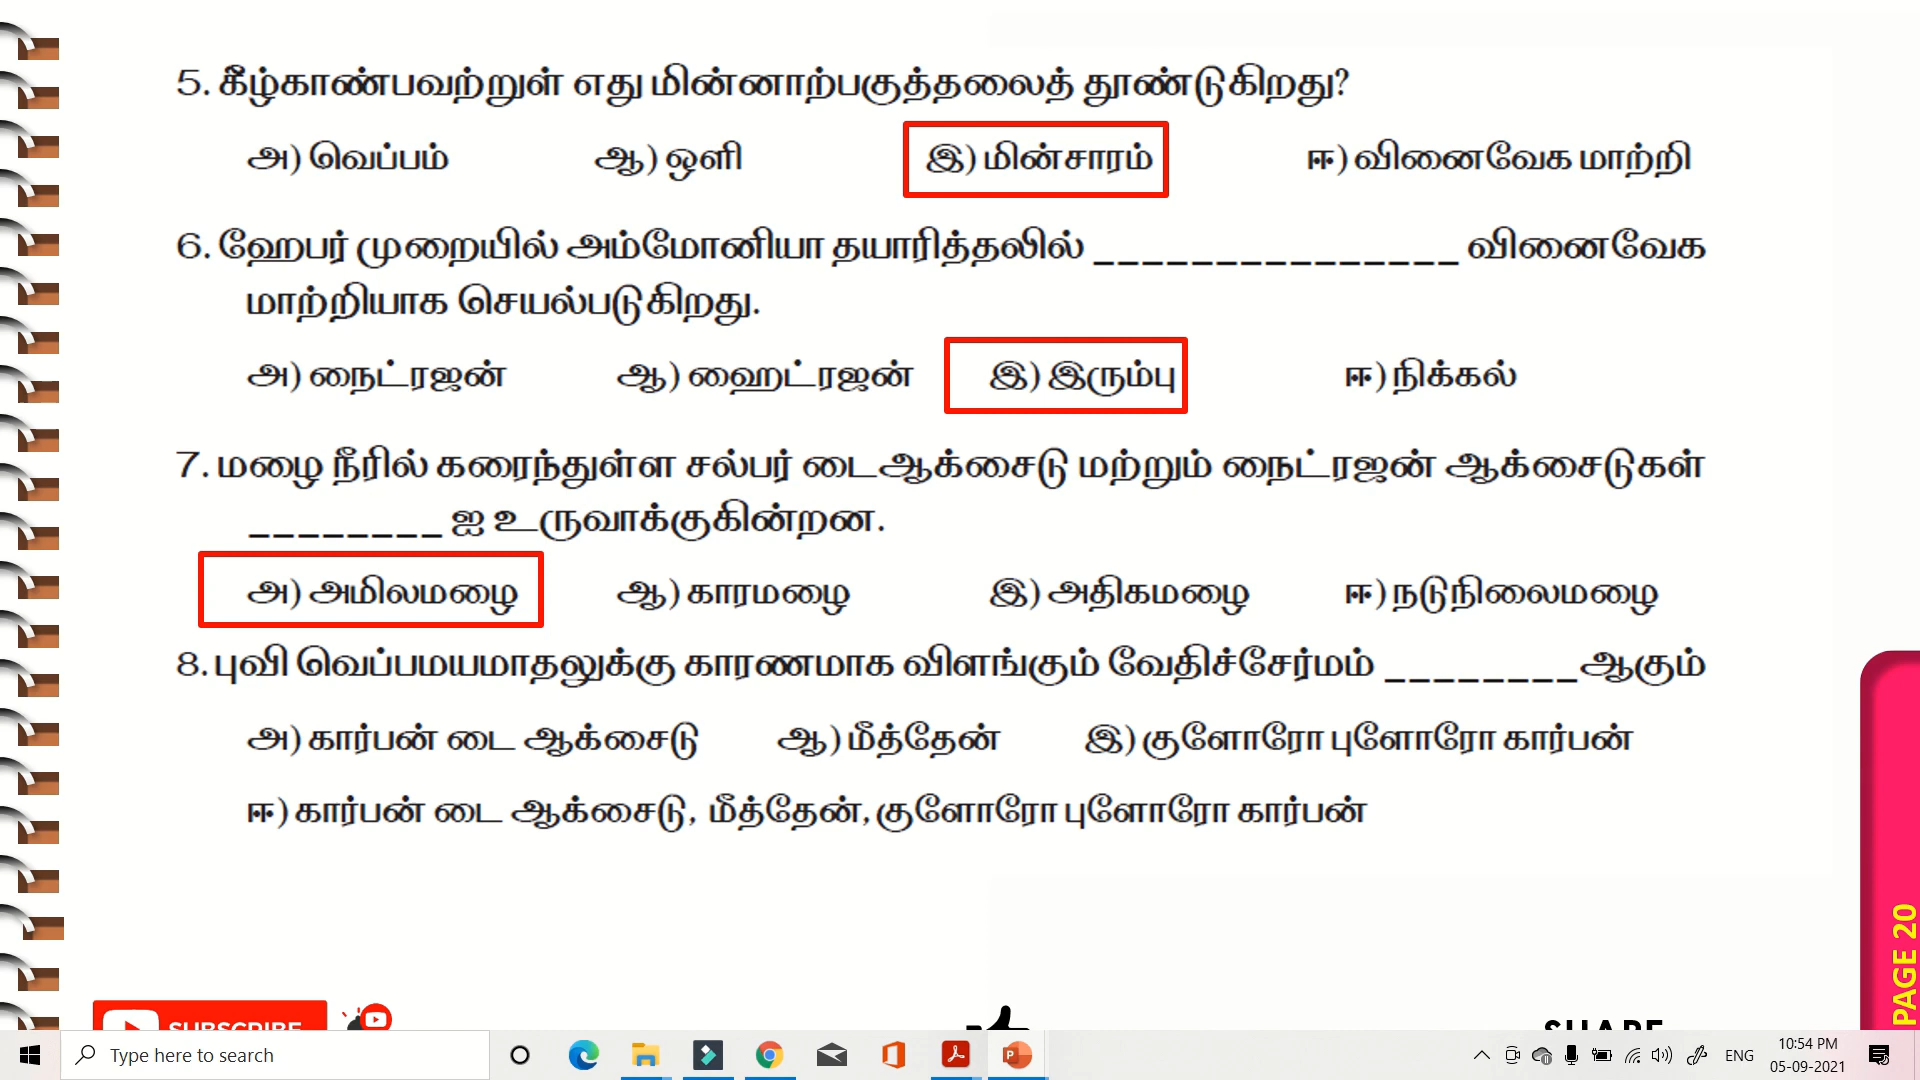 5. கீழ்காண்பவற்றுள் எது மின்னாற்பகுத்தலைத் தூண்டுகிறது?
அ) வெப்பம் ஆ) ஒளி இ) மின்சாரம் ஈ) வினைவேக மாற்றி
6. ஹேபர் முறையில் அம்மோனியா தயாரித்தலில் _______________ வினைவேக
மாற்றியாக செயல்படுகிறது.
அ) நைட்ரஜன் ஆ) ஹைட்ரஜன் இ) இரும்பு ஈ) நிக்கல்
7. மழை நீரில் கரைந்துள்ள சல்பர் டைஆக்சைடு மற்றும் நைட்ரஜன் ஆக்சைடுகள்
________ ஐ உருவாக்குகின்றன.
அ) அமிலமழை ஆ) காரமழை இ) அதிகமழை ஈ) நடுநிலைமழை
8. புவி வெப்பமயமாதலுக்கு காரணமாக விளங்கும் வேதிச்சேர்மம் ________ ஆகும்
அ) கார்பன் டை ஆக்சைடு ஆ) மீத்தேன் இ) குளோரோ புளோரோ கார்பன்
ஈ) கார்பன் டை ஆக்சைடு, மீத்தேன், குளோரோ புளோரோ கார்பன்
PAGE 20
SUBSCRIBE
SHARE
Type here to search
ENG
10:54 PM
05-09-2021